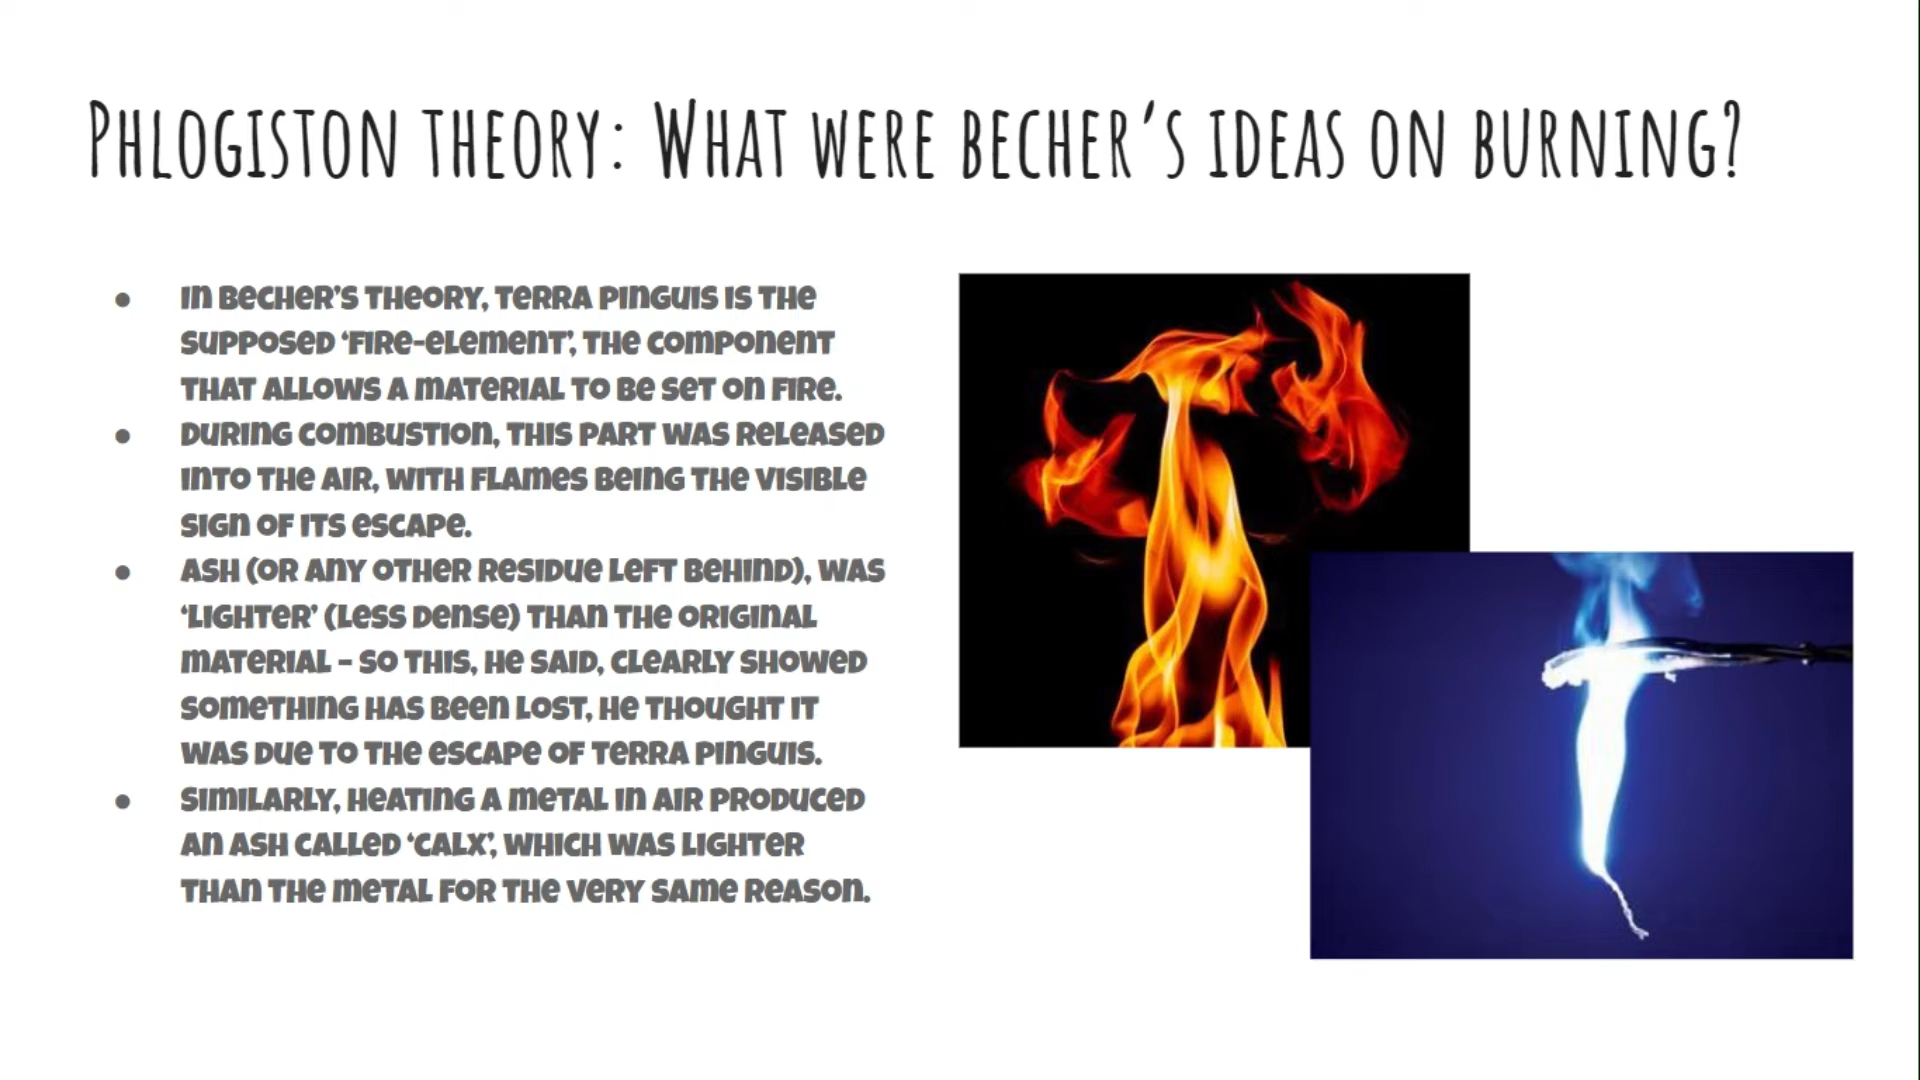 Phlogiston theory: What were becher's ideas on burning?
● In Becher's theory, terra pinguis is the
supposed ‘fire-element’, the component
that allows a material to be set on fire.
● During combustion, this part was released
into the air, with flames being the visible
sign of its escape.
● Ash (or any other residue left behind), was
‘lighter’ (less dense) than the original
material – so this, he said, clearly showed
something has been lost, he thought it
was due to the escape of terra pinguis.
● Similarly, heating a metal in air produced
an ash called ‘calx’, which was lighter
than the metal for the very same reason.